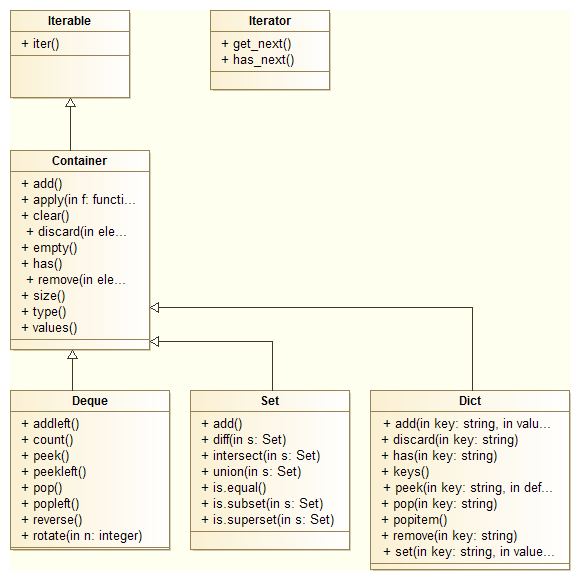 Iterable
+ iter()
Iterator
+ get_next()
+ has_next()
Container
+ add()
+ apply(in f: functi...
+ clear()
+ discard(in ele...
+ empty()
+ has()
+ remove(in ele...
+ size()
+ type()
+ values()
Deque
+ addleft()
+ count()
+ peek()
+ peekleft()
+ pop()
+ popleft()
+ reverse()
+ rotate(in n: integer)
Set
+ add()
+ diff(in s: Set)
+ intersect(in s: Set)
+ union(in s: Set)
+ is.equal()
+ is.subset(in s: Set)
+ is.superset(in s: Set)
Dict
+ add(in key: string, in valu...
+ discard(in key: string)
+ has(in key: string)
+ keys()
+ peek(in key: string, in def...
+ pop(in key: string)
+ popitem()
+ remove(in key: string)
+ set(in key: string, in value...